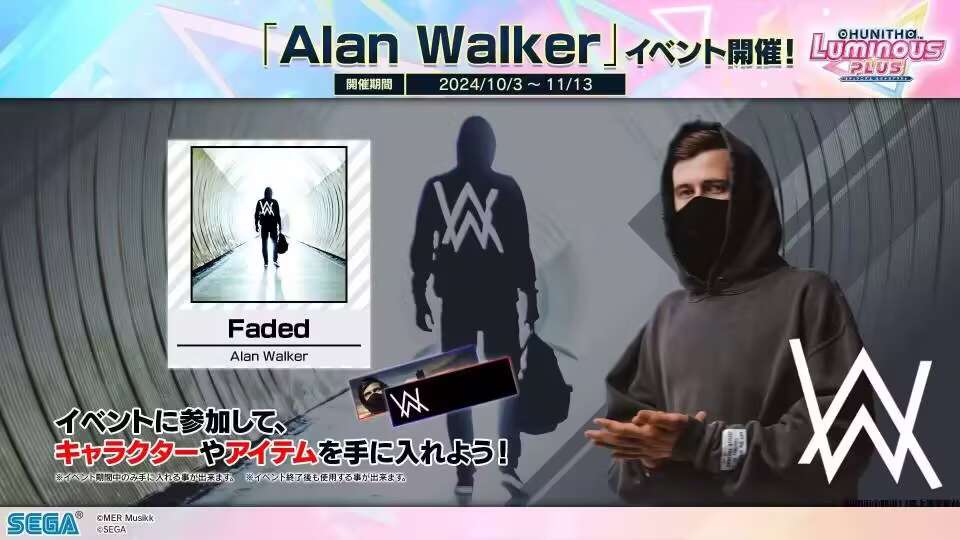 「Alan Walker」イベント開催！
CHUNITHM
LUMINOUS
PLUS
開催期間 2024/10/3 ～ 11/13
Faded
Alan Walker
イベントに参加して、
キャラクターやアイテムを手に入れよう！
※イベント期間中のみ手に入れる事が出来ます。 ※イベント終了後も使用する事が出来ます。
SEGA®
©MER Musikk
©SEGA